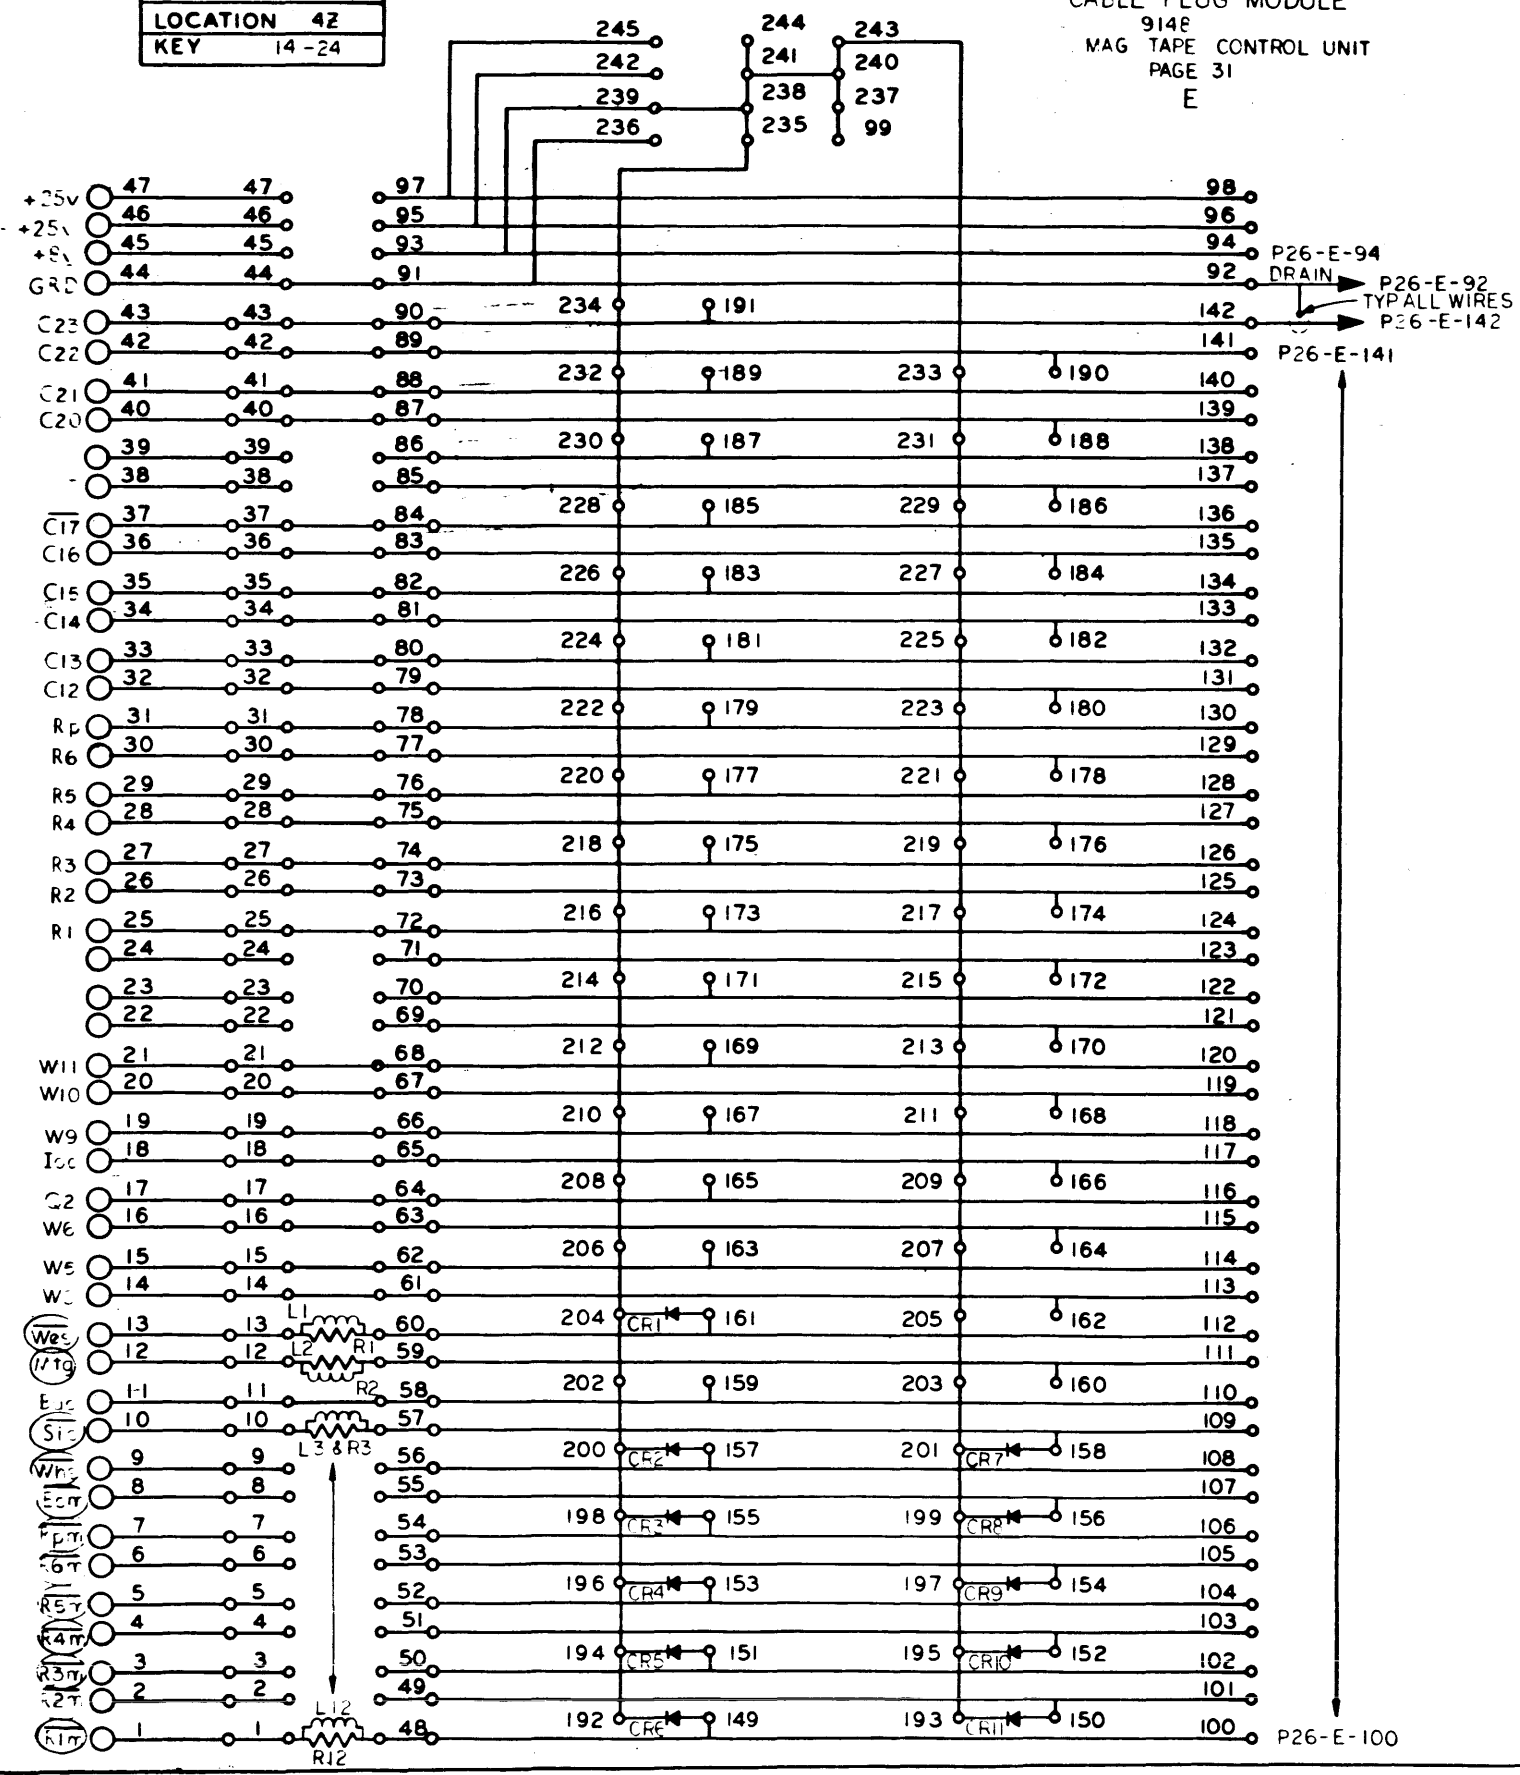 LOCATION 4Z
KEY 14-24
CABLE PLUG MODULE
MAG TAPE CONTROL UNIT
PAGE 31
E
245 244 243
242 241 240
239 238 237
236 235 99
47 47 97 98
46 46 95 96
45 45 93 94 P26-E-94
GRD 44 44 91 92 DRAIN P26-E-92
234 191 TYP ALL WIRES
C23 43 43 90 142 P26-E-142
C22 42 42 89 141 P26-E-141
232 189 233 190
C21 41 41 88 140
C20 40 40 87 139
230 187 231 188
39 39 86 138
38 38 85 137
228 185 229 186
C17 37 37 84 136
C16 36 36 83 135
226 183 227 184
C15 35 35 82 134
C14 34 34 81 133
224 181 225 182
C13 33 33 80 132
C12 32 32 79 131
222 179 223 180
Rp 31 31 78 130
R6 30 30 77 129
220 177 221 178
R5 29 29 76 128
R4 28 28 75 127
218 175 219 176
R3 27 27 74 126
R2 26 26 73 125
216 173 217 174
R1 25 25 72 124
24 24 71 123
214 171 215 172
23 23 70 122
22 22 69 121
212 169 213 170
W11 21 21 68 120
W10 20 20 67 119
210 167 211 168
W9 19 19 66 118
18 18 65 117
208 165 209 166
Q2 17 17 64 116
W6 16 16 63 115
206 163 207 164
W5 15 15 62 114
14 14 61 113
L1 204 CR1 161 205 162
13 13 60 112
L2 R1
12 12 59 111
R2 202 159 203 160
11 11 58 110
10 10 57 109
L3 & R3 200 CR2 157 201 CR7 158
9 9 56 108
8 8 55 107
198 CR3 155 199 CR8 156
7 7 54 106
6 6 53 105
196 CR4 153 197 CR9 154
R5m 5 5 52 104
R4m 4 4 51 103
194 CR5 151 195 CR10 152
R3m 3 3 50 102
R2m 2 2 49 101
L12 192 CR6 149 193 CR11 150
R1m 1 1 48 100 P26-E-100
R12